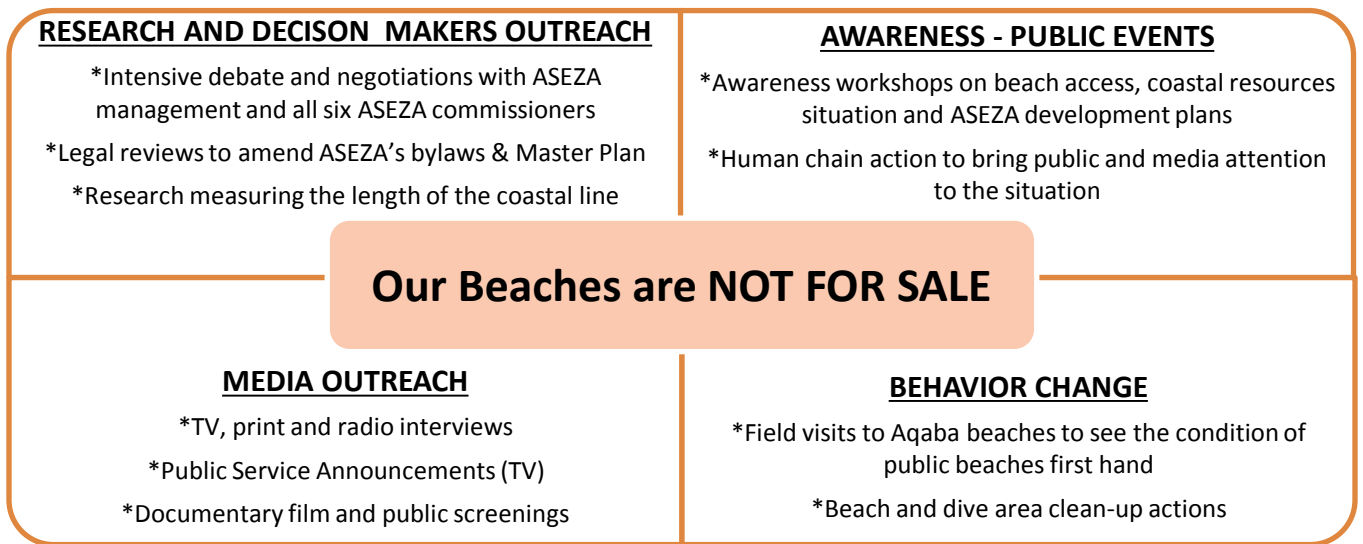 RESEARCH AND DECISON MAKERS OUTREACH
*Intensive debate and negotiations with ASEZA
management and all six ASEZA commissioners
*Legal reviews to amend ASEZA's bylaws & Master Plan
*Research measuring the length of the coastal line
AWARENESS - PUBLIC EVENTS
*Awareness workshops on beach access, coastal resources
situation and ASEZA development plans
*Human chain action to bring public and media attention
to the situation
Our Beaches are NOT FOR SALE
MEDIA OUTREACH
*TV, print and radio interviews
*Public Service Announcements (TV)
*Documentary film and public screenings
BEHAVIOR CHANGE
*Field visits to Aqaba beaches to see the condition of
public beaches first hand
*Beach and dive area clean-up actions